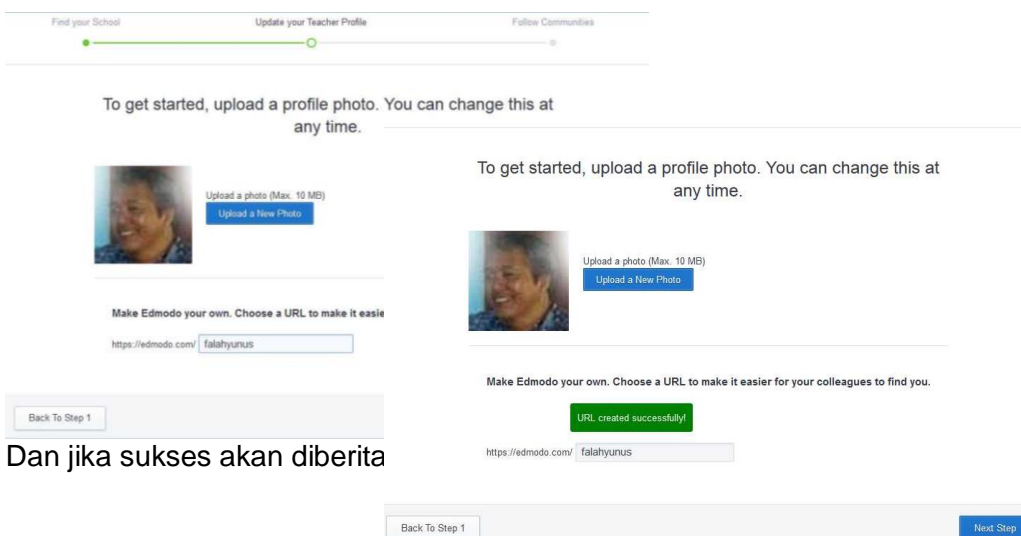 Find your School
Update your Teacher Profile
Follow Communities
To get started, upload a profile photo. You can change this at
any time.
Upload a photo (Max. 10 MB)
Upload a New Photo
Make Edmodo your own. Choose a URL to make it easie
https://edmodo.com/ falahyunus
Back To Step 1
Dan jika sukses akan diberita
To get started, upload a profile photo. You can change this at
any time.
Upload a photo (Max. 10 MB)
Upload a New Photo
Make Edmodo your own. Choose a URL to make it easier for your colleagues to find you.
URL created successfully!
https://edmodo.com/ falahyunus
Back To Step 1
Next Step